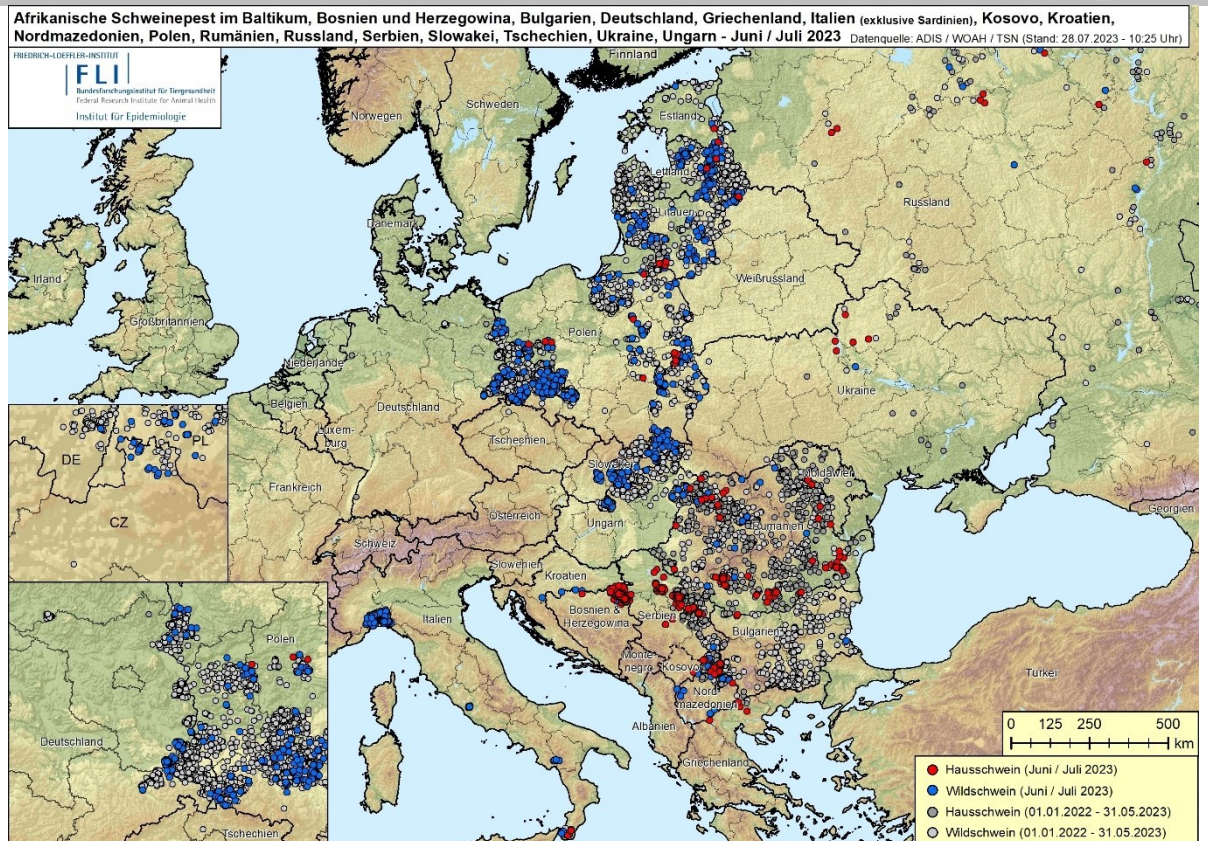 Afrikanische Schweinepest im Baltikum, Bosnien und Herzegowina, Bulgarien, Deutschland, Griechenland, Italien (exklusive Sardinien), Kosovo, Kroatien,
Nordmazedonien, Polen, Rumänien, Russland, Serbien, Slowakei, Tschechien, Ukraine, Ungarn - Juni / Juli 2023 Datenquelle: ADIS / WOAH / TSN (Stand: 28.07.2023 - 10:25 Uhr)
FRIEDRICH-LOEFFLER-INSTITUT
FLI
Bundesforschungsinstitut für Tiergesundheit
Federal Research Institute for Animal Health
Institut für Epidemiologie
Finnland
Schweden
Norwegen
Estland
Lettland
Russland
Litauen
Dänemark
Irland
Weißrussland
Großbritannien
Polen
Niederlande
Ukraine
Belgien
Deutschland
Luxem-
burg
Tschechien
DE
PL
CZ
Slowakei
Moldawien
Frankreich
Georgien
Österreich
Ungarn
Rumänien
Schweiz
Slowenien
Kroatien
Italien
Bosnien &
Herzegowina
Serbien
Bulgarien
Monte-
negro
Kosovo
Türkei
Nord-
mazedonien
Albanien
Griechenland
Polen
Deutschland
Tschechien
0 125 250 500
km
Hausschwein (Juni / Juli 2023)
Wildschwein (Juni / Juli 2023)
Hausschwein (01.01.2022 - 31.05.2023)
Wildschwein (01.01.2022 - 31.05.2023)